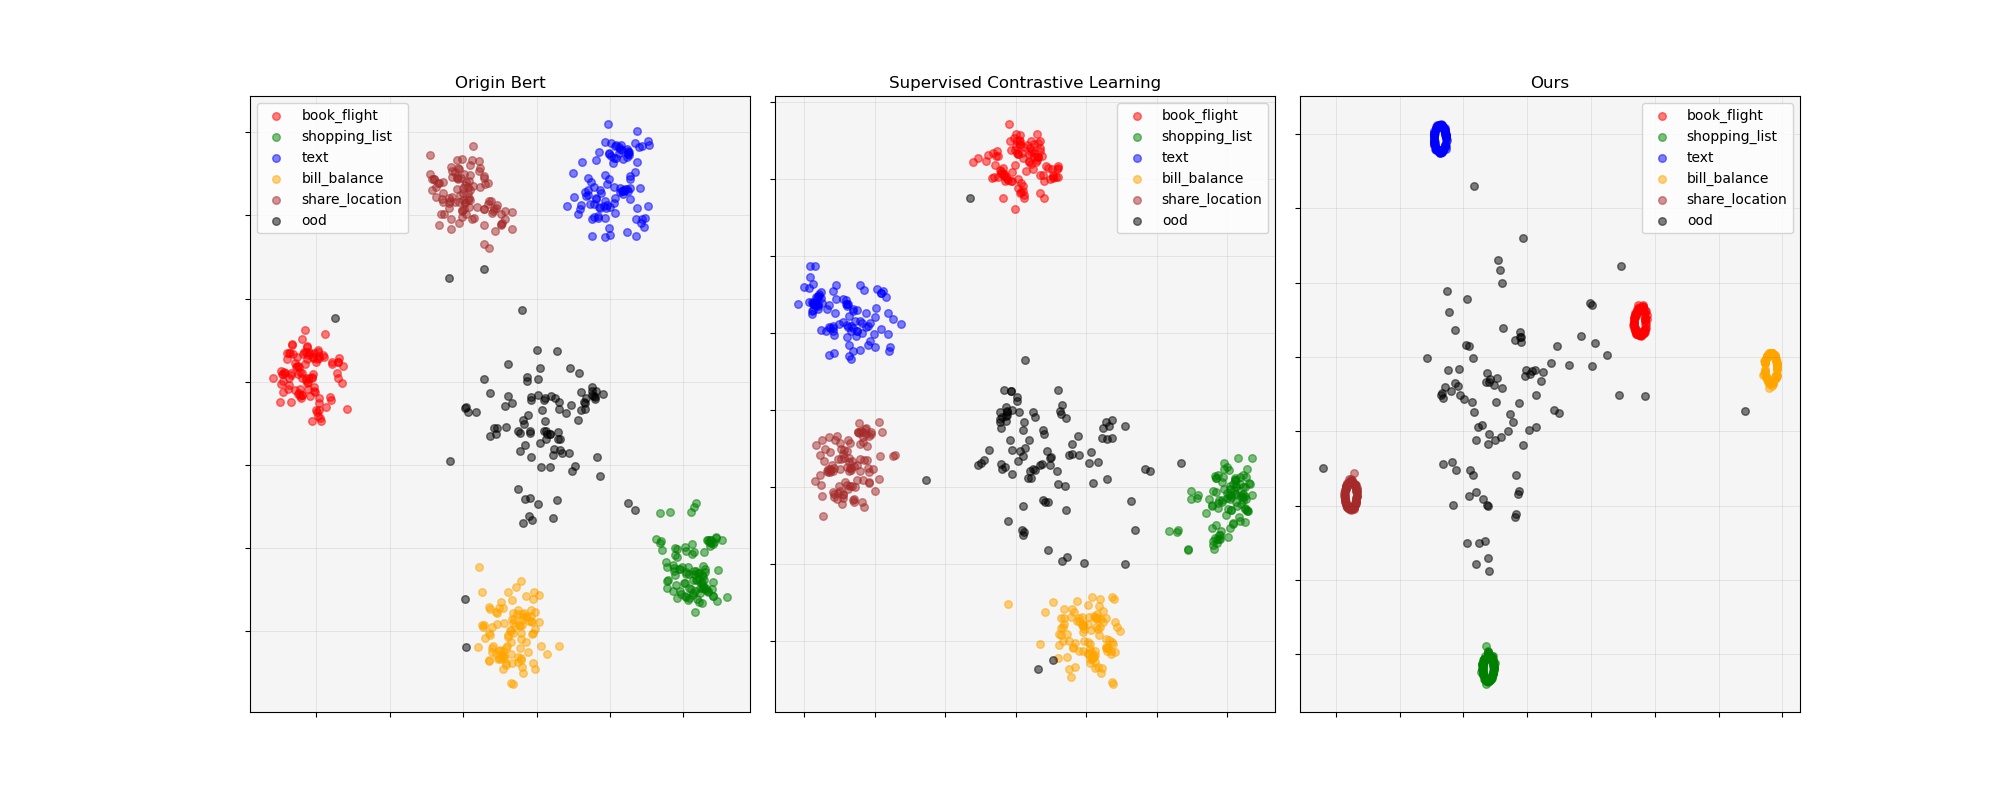 Origin Bert
book_flight
shopping_list
text
bill_balance
share_location
ood
Supervised Contrastive Learning
book_flight
shopping_list
text
bill_balance
share_location
ood
Ours
book_flight
shopping_list
text
bill_balance
share_location
ood